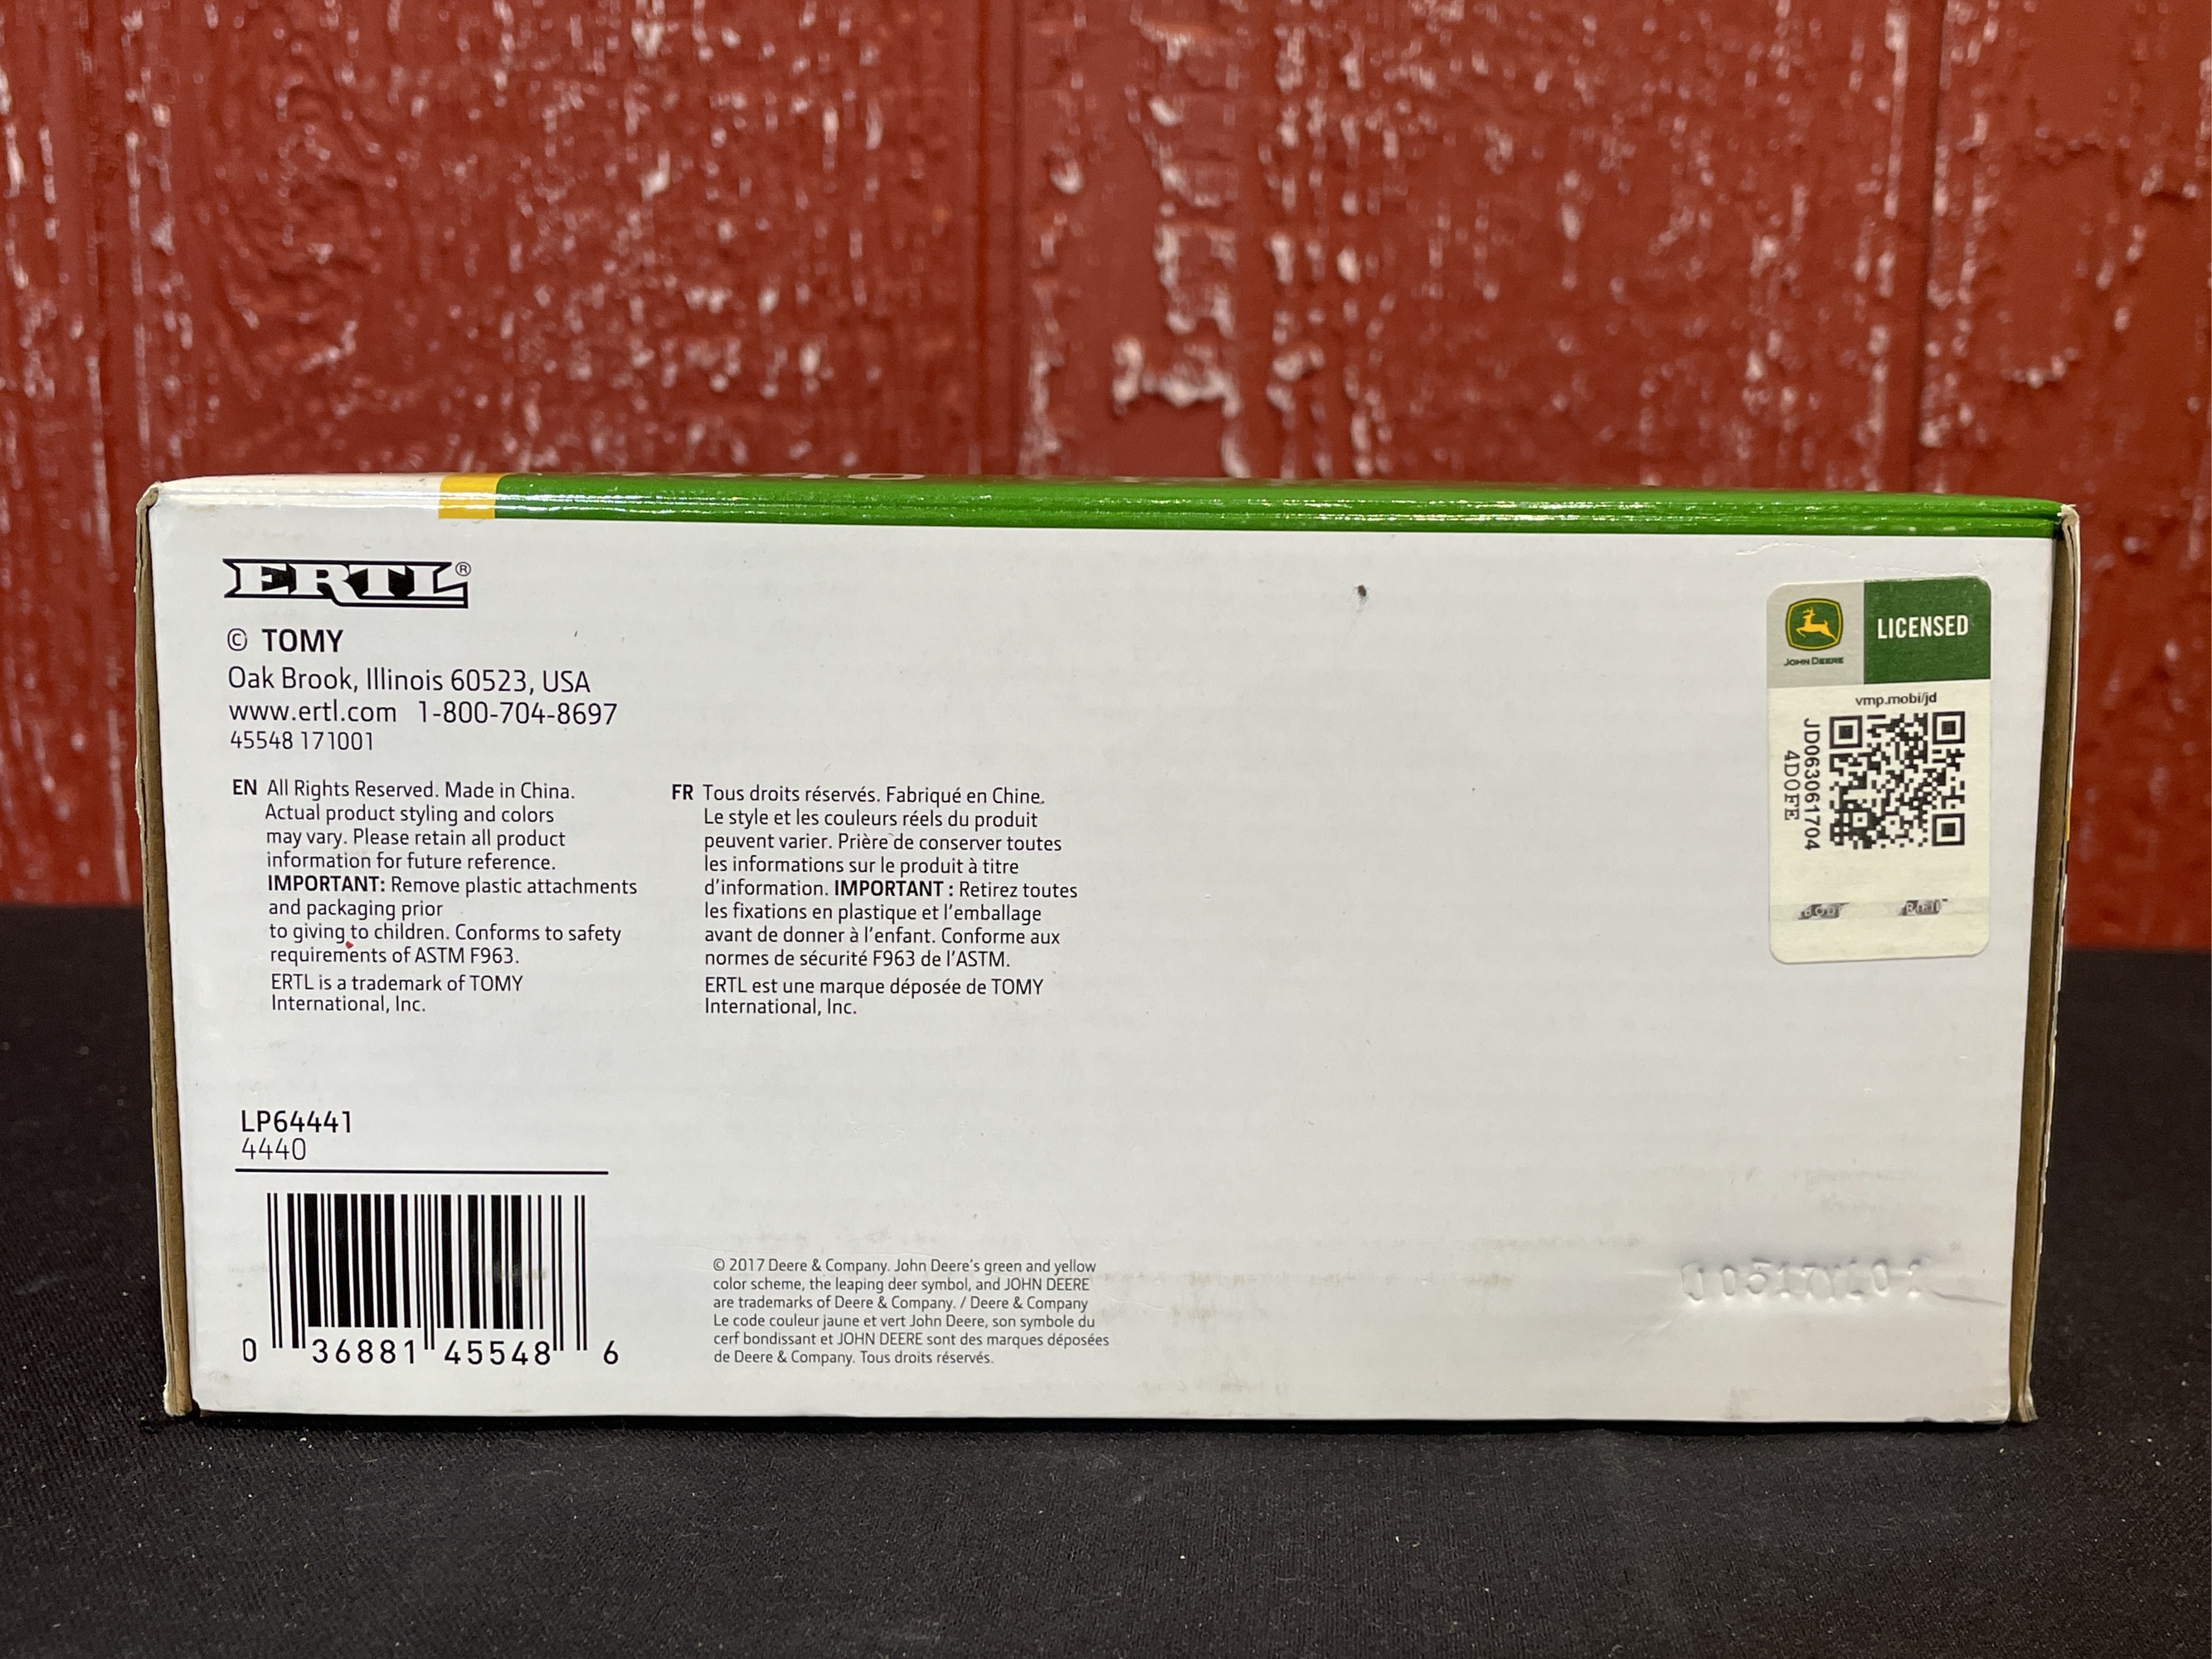 ERTL®
© TOMY
Oak Brook, Illinois 60523, USA
www.ertl.com 1-800-704-8697
45548 171001
EN All Rights Reserved. Made in China.
Actual product styling and colors
may vary. Please retain all product
information for future reference.
IMPORTANT: Remove plastic attachments
and packaging prior
to giving to children. Conforms to safety
requirements of ASTM F963.
ERTL is a trademark of TOMY
International, Inc.
FR Tous droits réservés. Fabriqué en Chine.
Le style et les couleurs réels du produit
peuvent varier. Prière de conserver toutes
les informations sur le produit à titre
d'information. IMPORTANT : Retirez toutes
les fixations en plastique et l'emballage
avant de donner à l'enfant. Conforme aux
normes de sécurité F963 de l'ASTM.
ERTL est une marque déposée de TOMY
International, Inc.
LP64441
4440
0 36881 45548 6
© 2017 Deere & Company. John Deere's green and yellow
color scheme, the leaping deer symbol, and JOHN DEERE
are trademarks of Deere & Company. / Deere & Company
Le code couleur jaune et vert John Deere, son symbole du
cerf bondissant et JOHN DEERE sont des marques déposées
de Deere & Company. Tous droits réservés.
JOHN DEERE
LICENSED
vmp.mobi/jd
JD0630617044
4D0FE